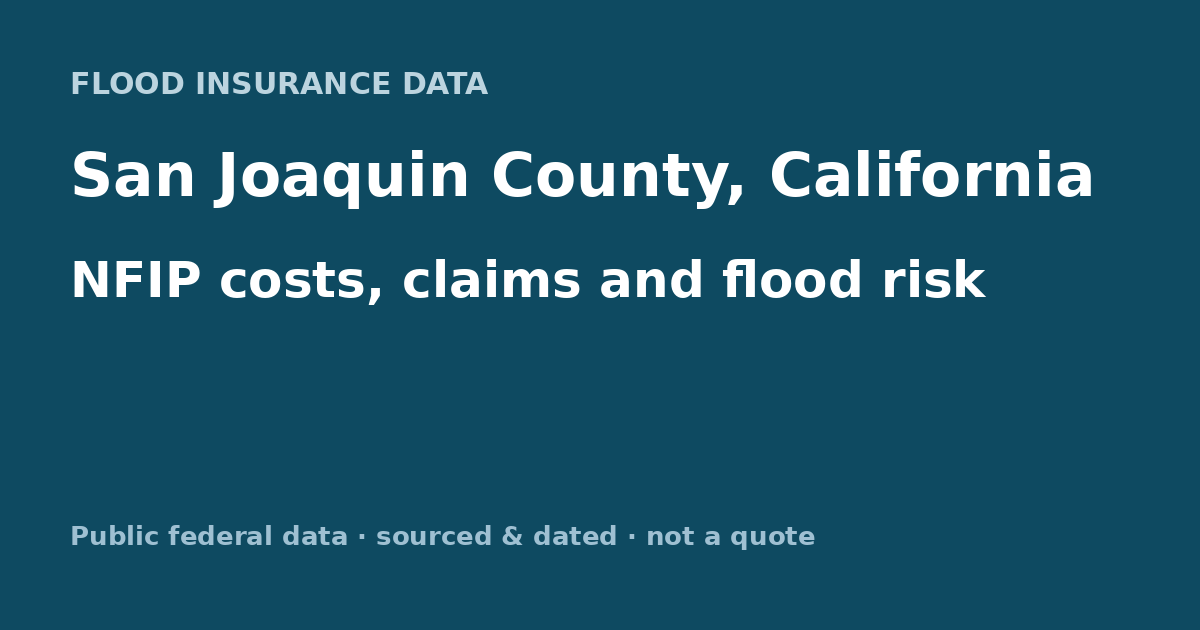 FLOOD INSURANCE DATA
San Joaquin County, California
NFIP costs, claims and flood risk
Public federal data · sourced & dated · not a quote